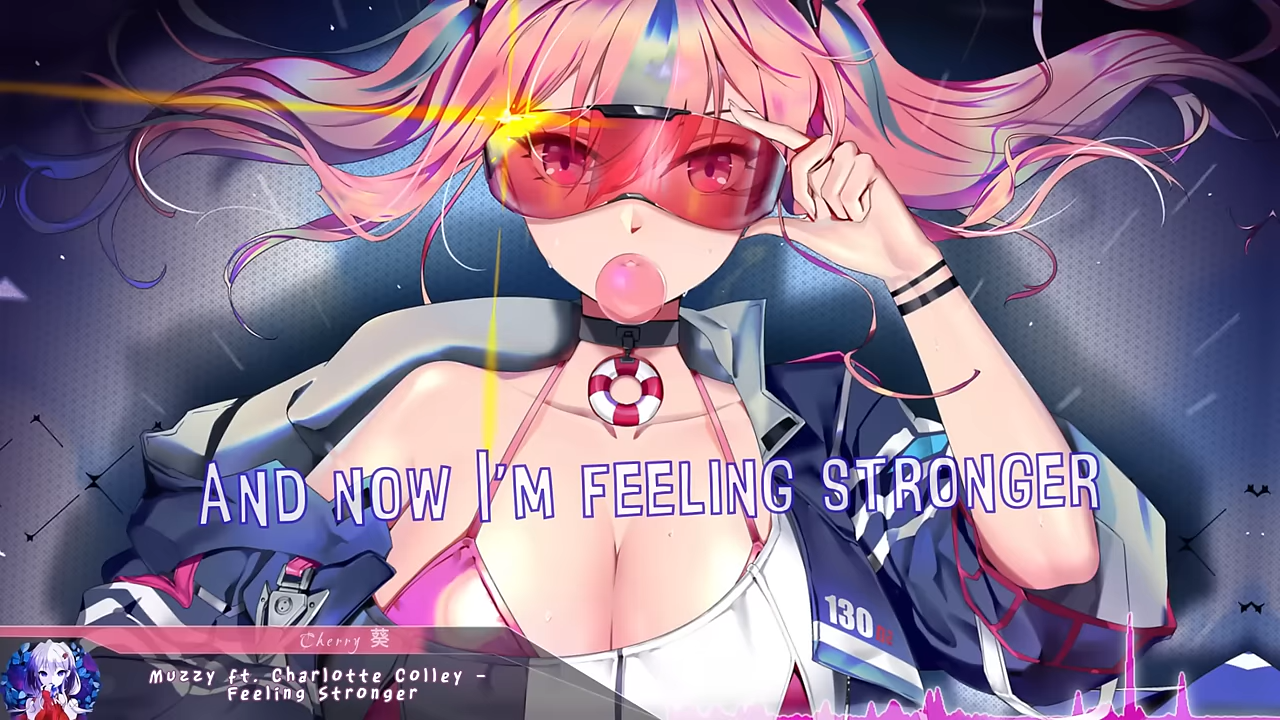 And now I'm feeling stronger
130
Cherry 葵
Muzzy ft. Charlotte Colley –
Feeling Stronger